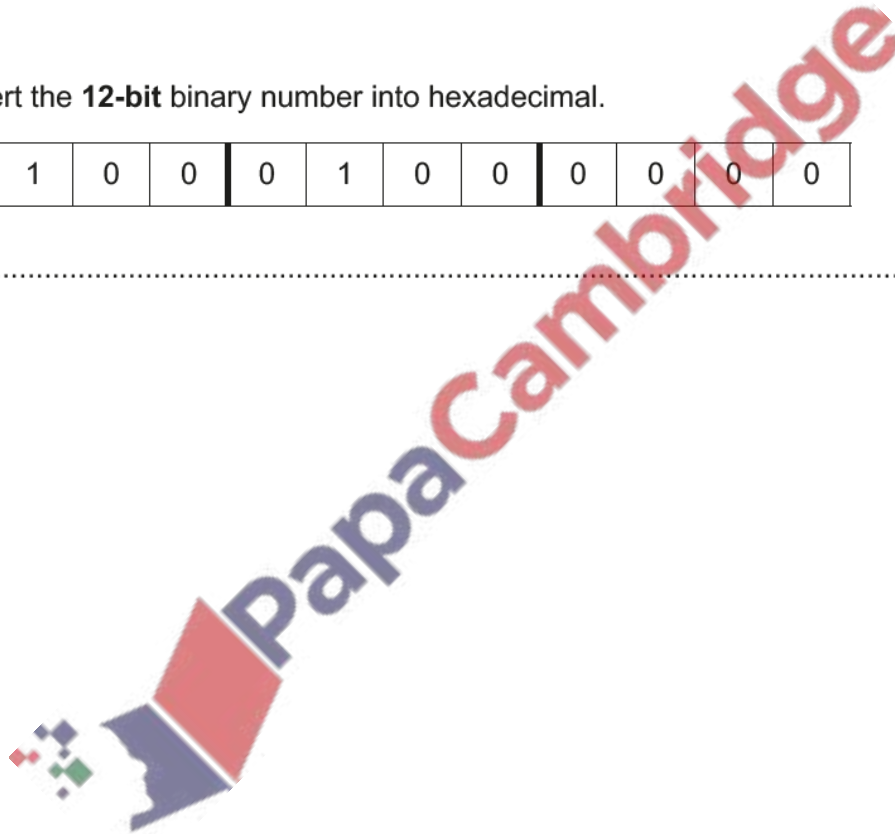 ert the 12-bit binary number into hexadecimal.
1 0 0 0 1 0 0 0 0 0 0
PapaCambridge